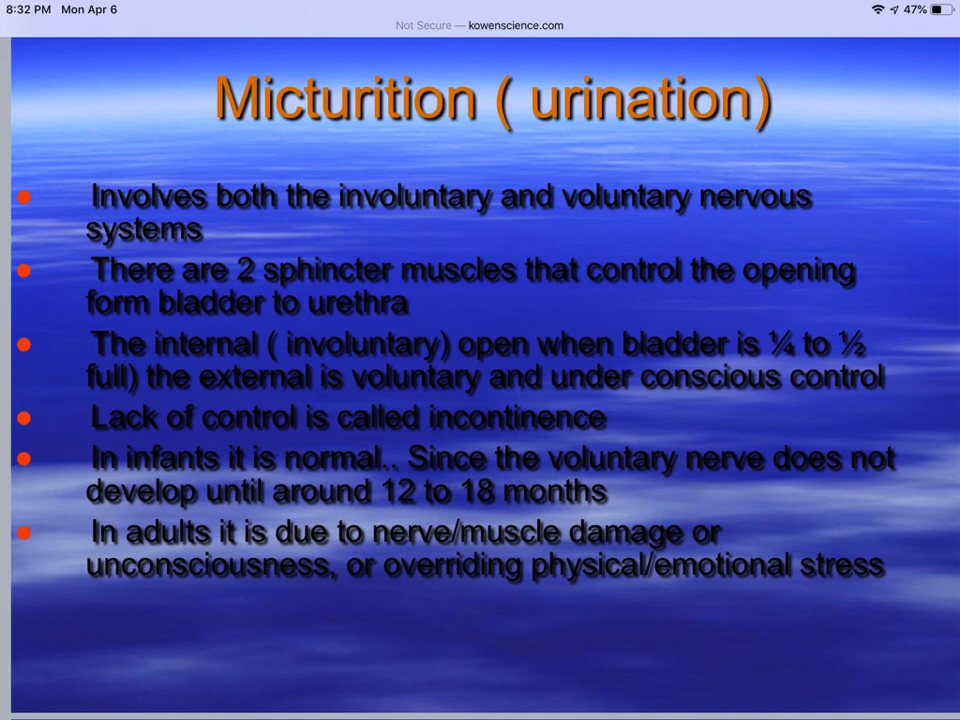 8:32 PM Mon Apr 6
47%
Not Secure — kowenscience.com
Micturition ( urination)
● Involves both the involuntary and voluntary nervous
systems
● There are 2 sphincter muscles that control the opening
form bladder to urethra
● The internal ( involuntary) open when bladder is ¼ to ½
full) the external is voluntary and under conscious control
● Lack of control is called incontinence
● In infants it is normal.. Since the voluntary nerve does not
develop until around 12 to 18 months
● In adults it is due to nerve/muscle damage or
unconsciousness, or overriding physical/emotional stress